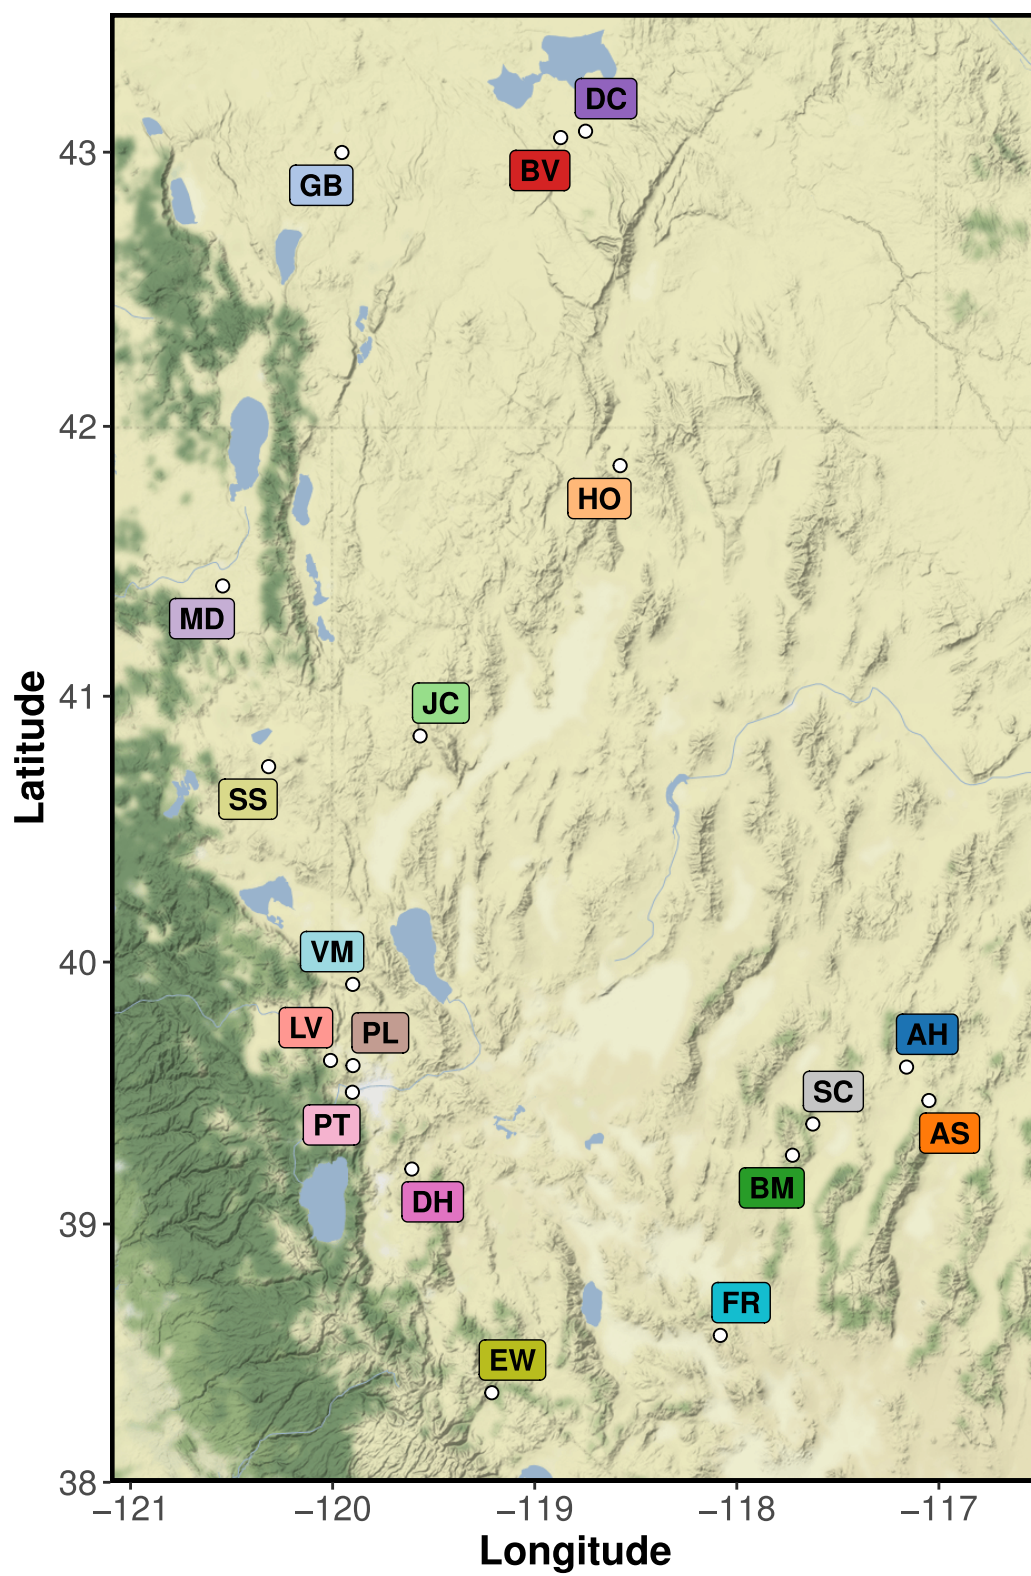 DC
43
BV
GB
42
HO
MD
41
JC
SS
Latitude
VM
40
LV
PL
AH
SC
PT
AS
BM
DH
39
FR
EW
38
−121
−120
−119
−118
−117
Longitude